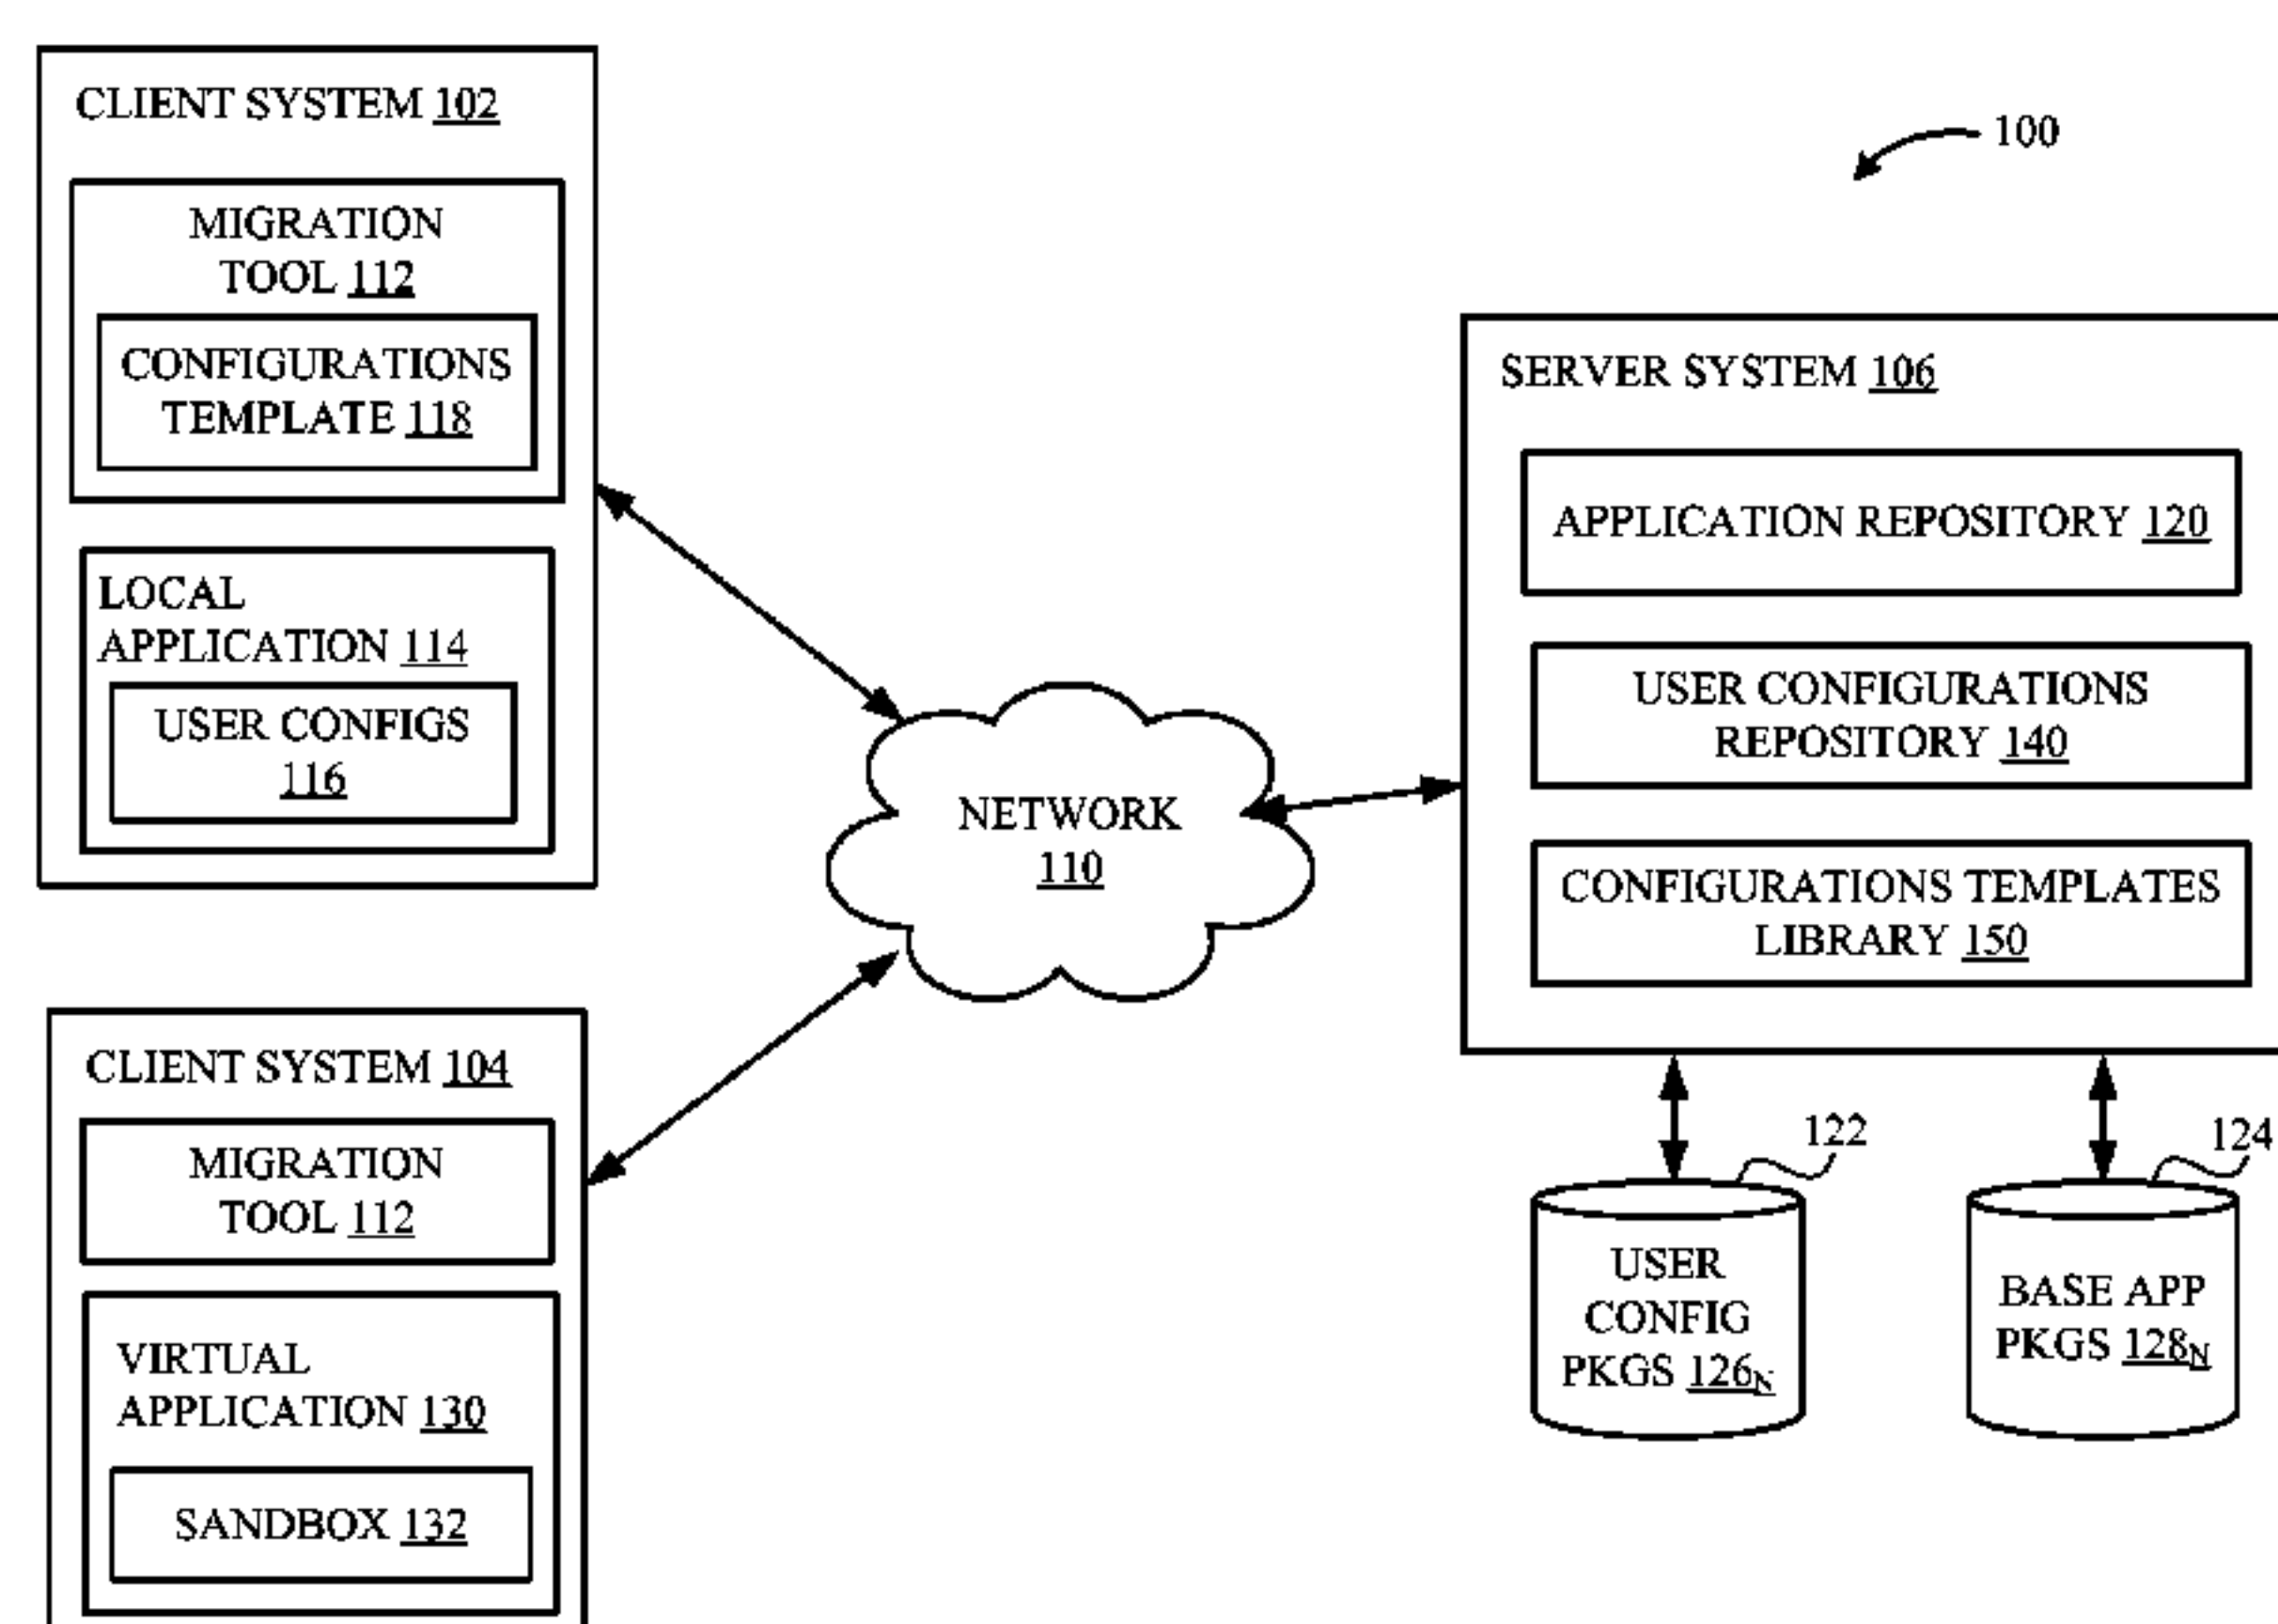 CLIENT SYSTEM 102
MIGRATION
TOOL 112
CONFIGURATIONS
TEMPLATE 118
LOCAL
APPLICATION 114
USER CONFIGS
116
CLIENT SYSTEM 104
MIGRATION
TOOL 112
VIRTUAL
APPLICATION 130
SANDBOX 132
NETWORK
110
100
SERVER SYSTEM 106
APPLICATION REPOSITORY 120
USER CONFIGURATIONS
REPOSITORY 140
CONFIGURATIONS TEMPLATES
LIBRARY 150
122
USER
CONFIG
PKGS 126N
124
BASE APP
PKGS 128N